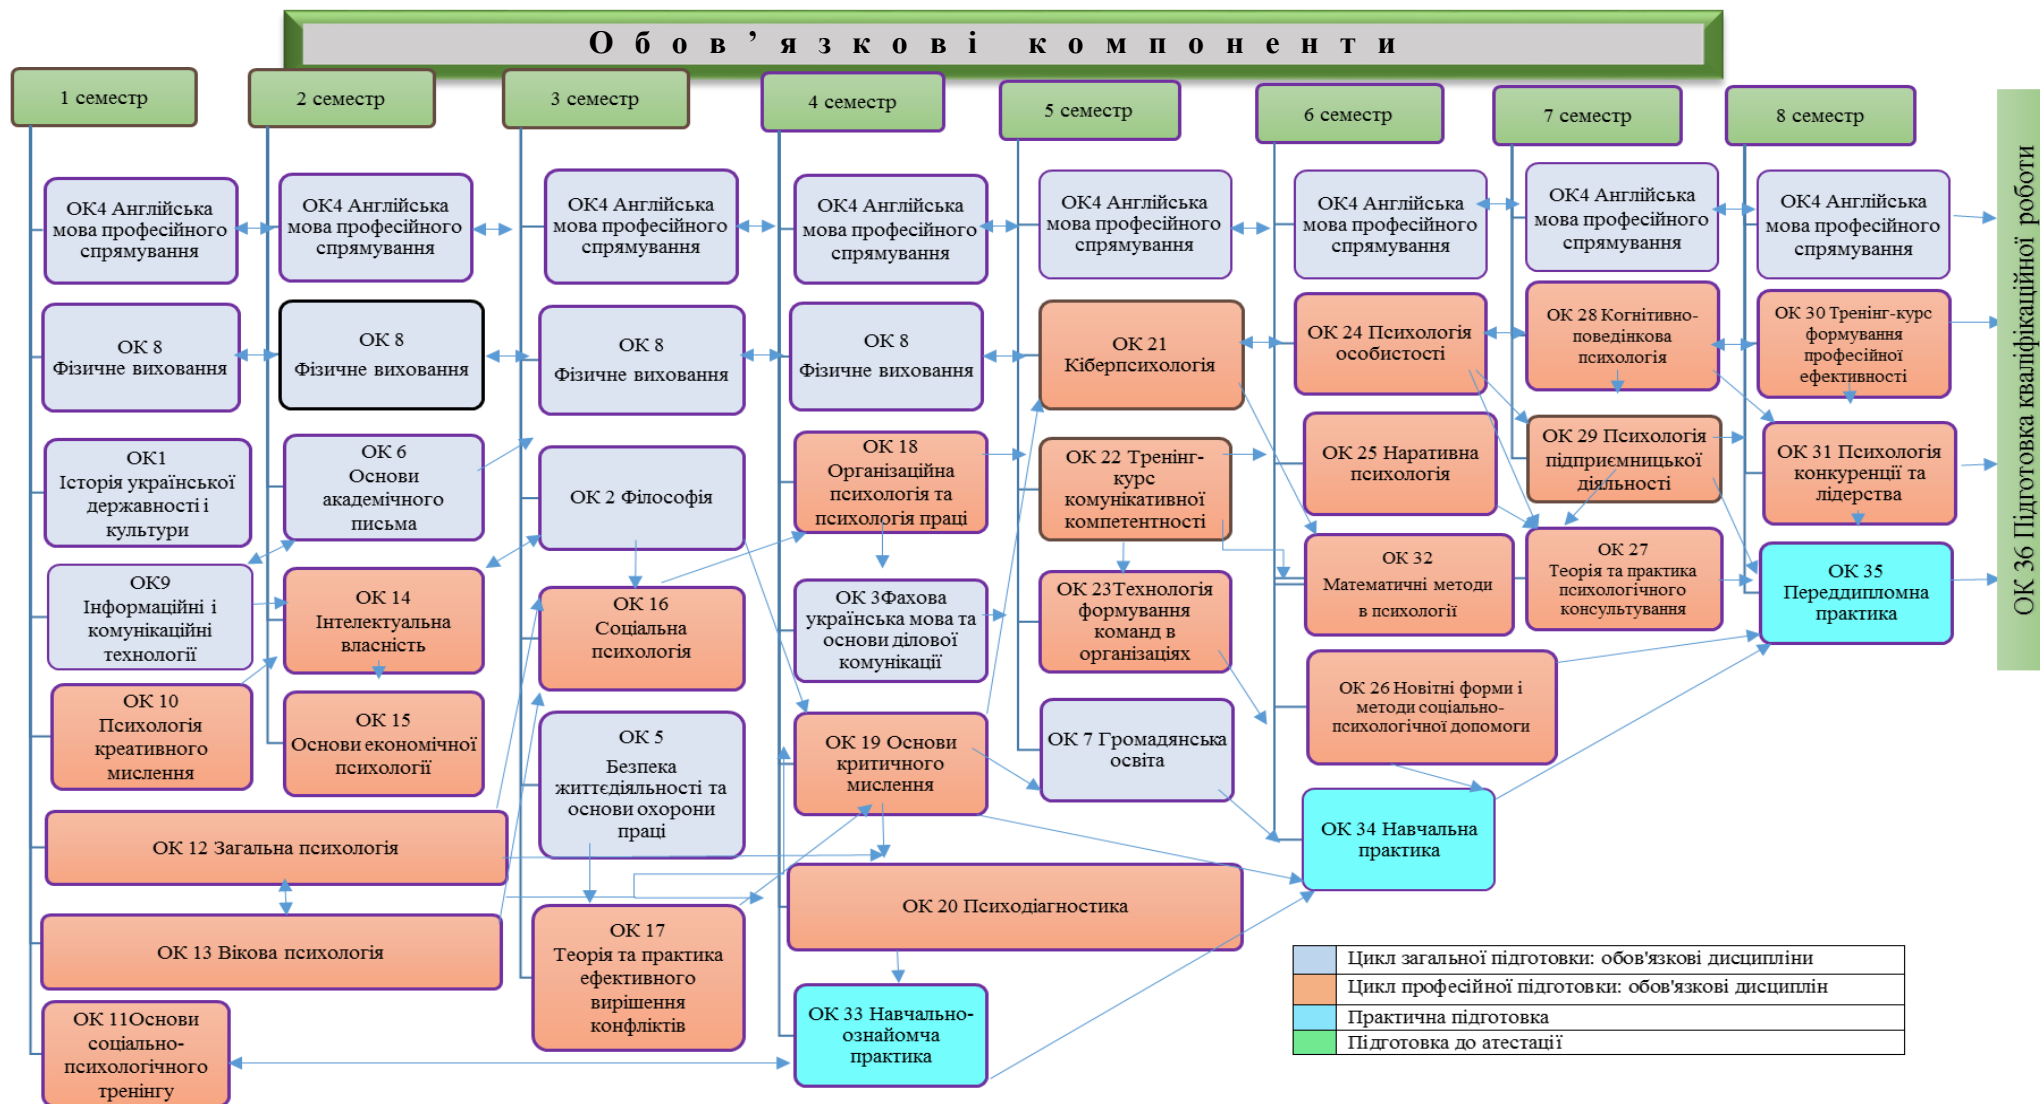 Обов’язкові компоненти
1 семестр
2 семестр
3 семестр
4 семестр
5 семестр
6 семестр
7 семестр
8 семестр
ОК4 Англійська
мова професійного
спрямування
ОК 8
Фізичне виховання
ОК1
Історія української
державності і
культури
ОК9
Інформаційні і
комунікаційні
технології
ОК 10
Психологія
креативного
мислення
ОК 12 Загальна психологія
ОК 13 Вікова психологія
ОК 11Основи
соціально-
психологічного
тренінгу
ОК4 Англійська
мова професійного
спрямування
ОК 8
Фізичне виховання
ОК 6
Основи
академічного
письма
ОК 14
Інтелектуальна
власність
ОК 15
Основи економічної
психології
ОК4 Англійська
мова професійного
спрямування
ОК 8
Фізичне виховання
ОК 2 Філософія
ОК 16
Соціальна
психологія
ОК 5
Безпека
життєдіяльності та
основи охорони
праці
ОК 17
Теорія та практика
ефективного
вирішення
конфліктів
ОК4 Англійська
мова професійного
спрямування
ОК 8
Фізичне виховання
ОК 18
Організаційна
психологія та
психологія праці
ОК 3Фахова
українська мова та
основи ділової
комунікації
ОК 19 Основи
критичного
мислення
ОК 20 Психодіагностика
ОК 33 Навчально-
ознайомча
практика
ОК4 Англійська
мова професійного
спрямування
ОК 21
Кіберпсихологія
ОК 22 Тренінг-
курс
комунікативної
компетентності
ОК 23Технологія
формування
команд в
організаціях
ОК 7 Громадянська
освіта
ОК4 Англійська
мова професійного
спрямування
ОК 24 Психологія
особистості
ОК 25 Наративна
психологія
ОК 32
Математичні методи
в психології
ОК 26 Новітні форми і
методи соціально-
психологічної допомоги
ОК 34 Навчальна
практика
ОК4 Англійська
мова професійного
спрямування
ОК 28 Когнітивно-
поведінкова
психологія
ОК 29 Психологія
підприємницької
діяльності
ОК 27
Теорія та практика
психологічного
консультування
ОК4 Англійська
мова професійного
спрямування
ОК 30 Тренінг-курс
формування
професійної
ефективності
ОК 31 Психологія
конкуренції та
лідерства
ОК 35
Переддипломна
практика
ОК 36 Підготовка кваліфікаційної роботи
Цикл загальної підготовки: обов'язкові дисципліни
Цикл професійної підготовки: обов'язкові дисциплін
Практична підготовка
Підготовка до атестації